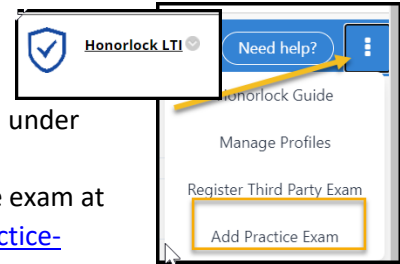 Honorlock LTI
Need help?
Honorlock Guide
under
Manage Profiles
Register Third Party Exam
exam at
Add Practice Exam
ctice-